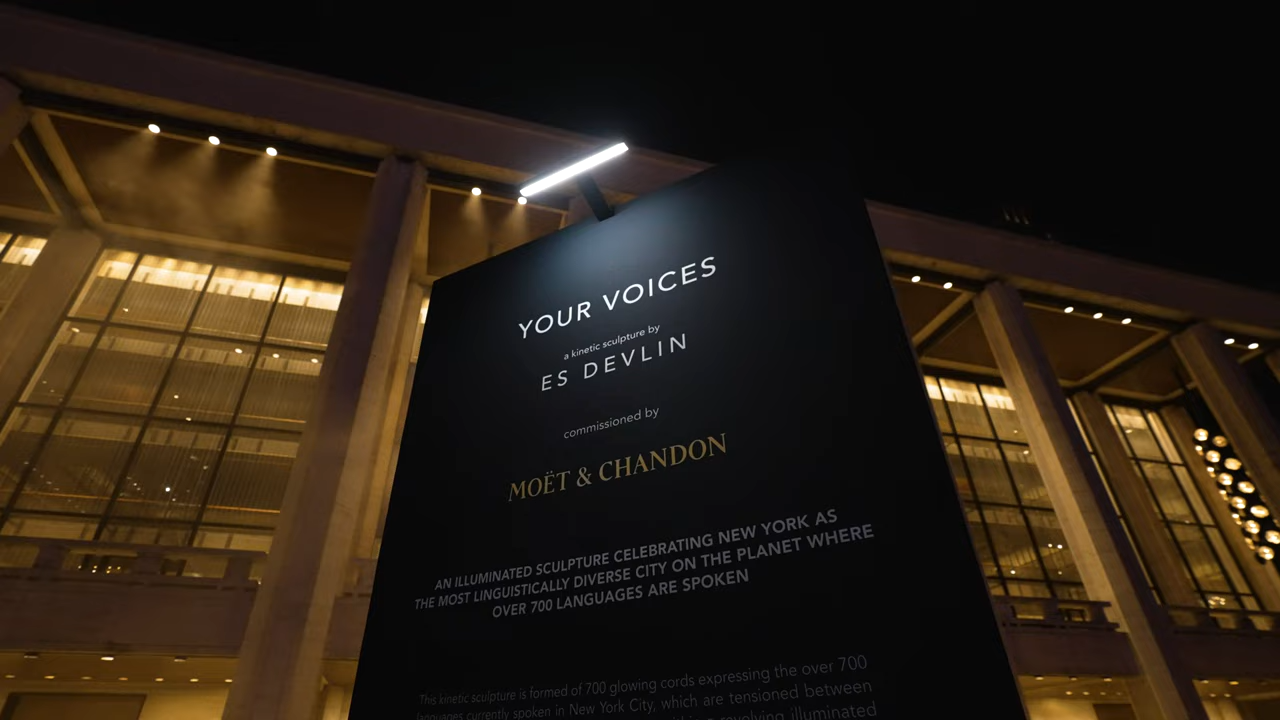 YOUR VOICES
a kinetic sculpture by
ES DEVLIN
commissioned by
MOËT & CHANDON
AN ILLUMINATED SCULPTURE CELEBRATING NEW YORK AS
THE MOST LINGUISTICALLY DIVERSE CITY ON THE PLANET WHERE
OVER 700 LANGUAGES ARE SPOKEN
This kinetic sculpture is formed of 700 glowing cords expressing the over 700
languages currently spoken in New York City, which are tensioned between
a revolving illuminated